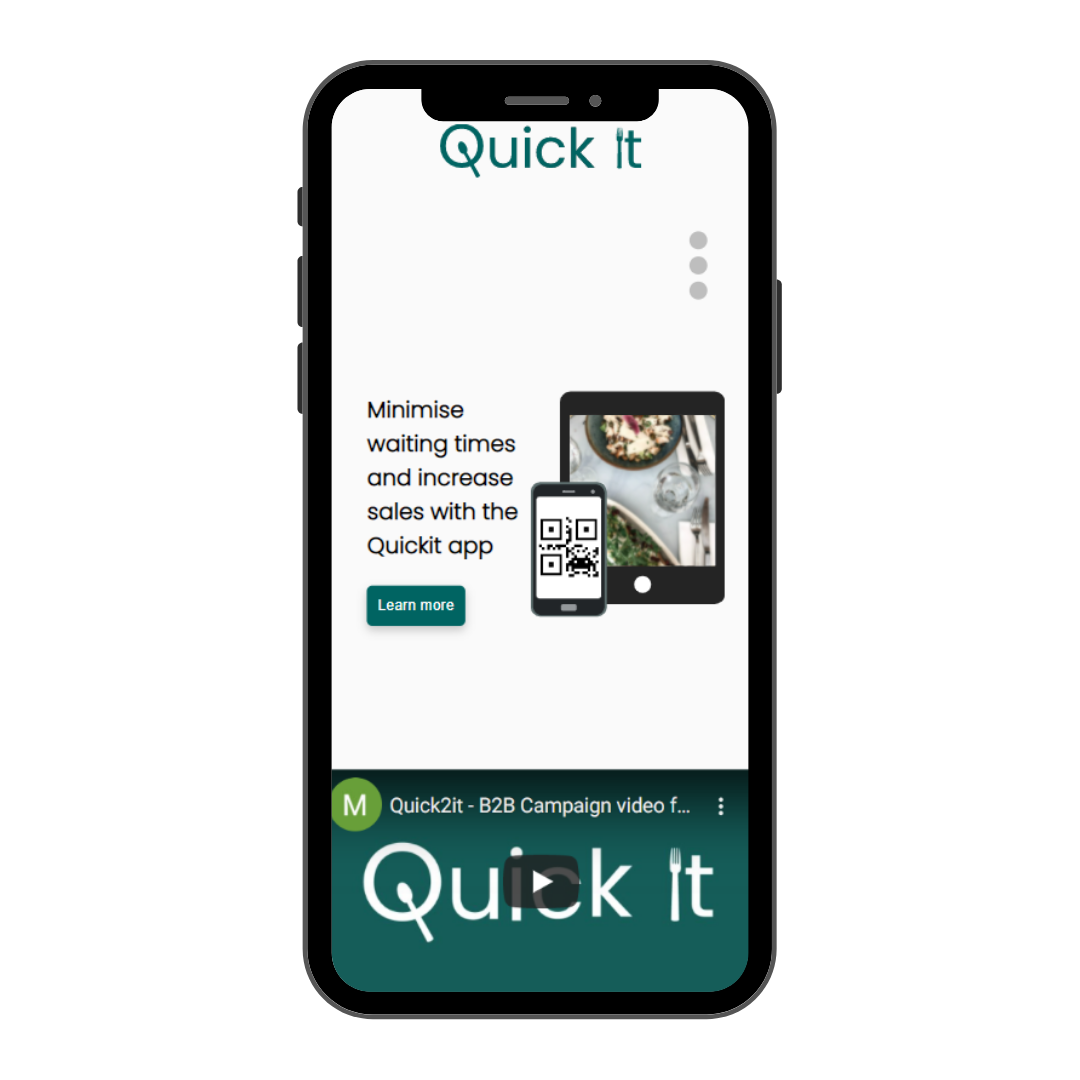 Quick it
Minimise
waiting times
and increase
sales with the
Quickit app
Learn more
M
Quick2it - B2B Campaign video f...
Quick it